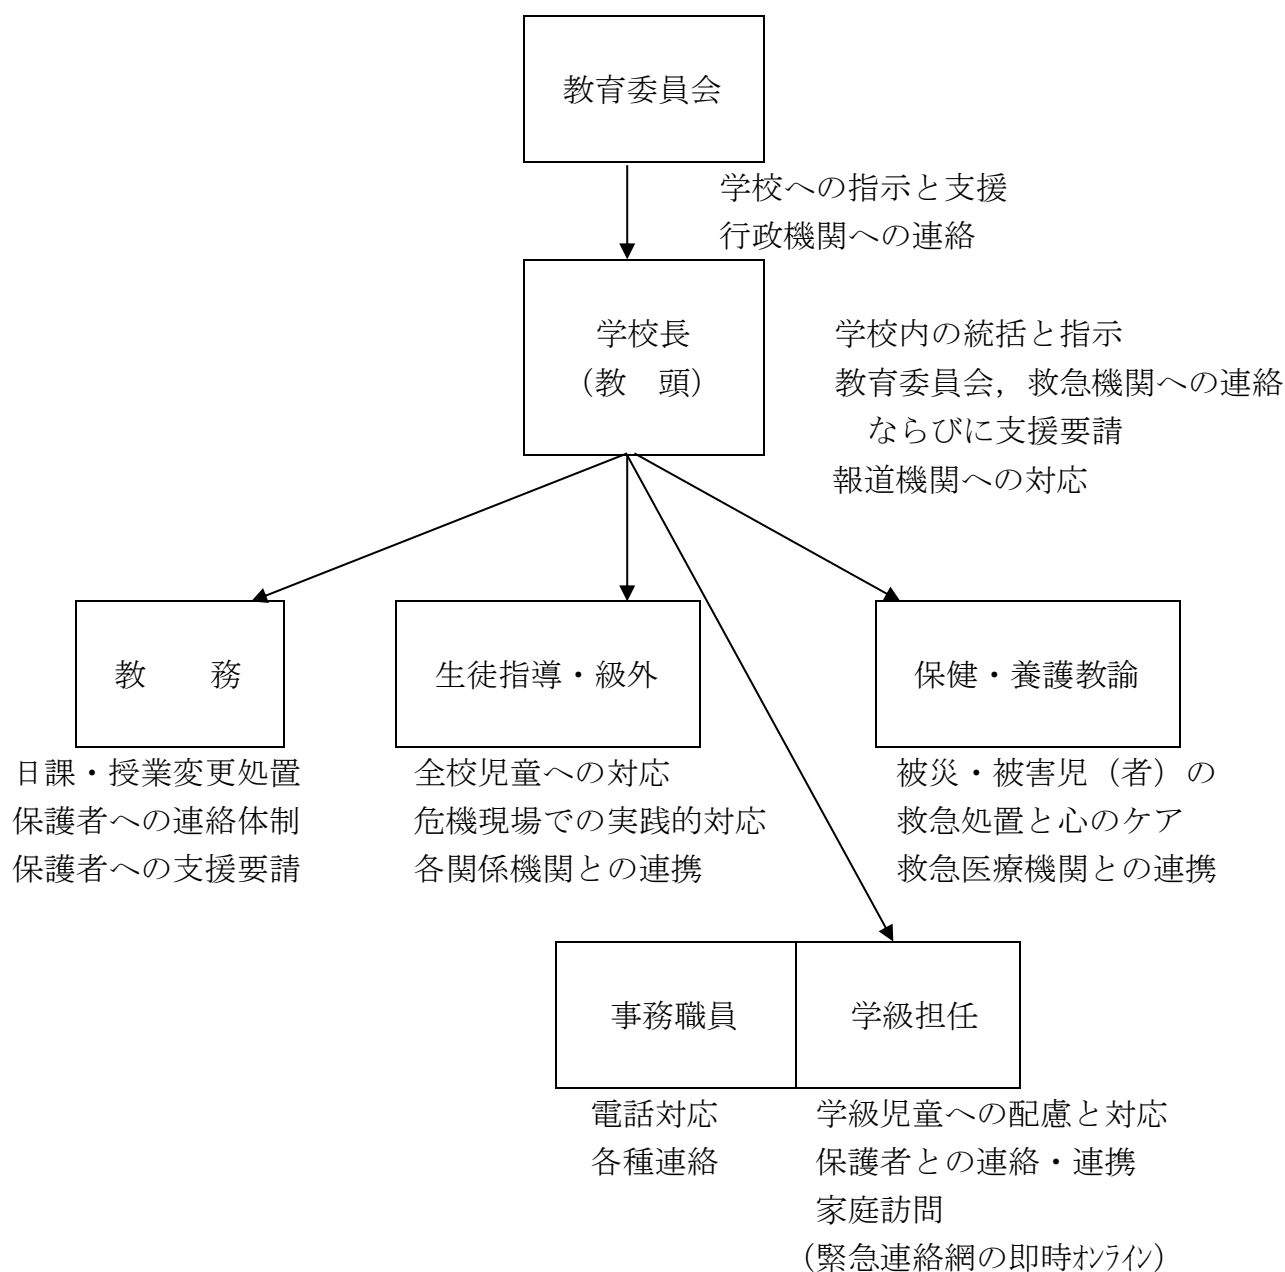 教育委員会
学校への指示と支援
行政機関への連絡
学校長
（教　頭）
学校内の統括と指示
教育委員会，救急機関への連絡
ならびに支援要請
報道機関への対応
教　　務
日課・授業変更処置
保護者への連絡体制
保護者への支援要請
生徒指導・級外
全校児童への対応
危機現場での実践的対応
各関係機関との連携
保健・養護教諭
被災・被害児（者）の
救急処置と心のケア
救急医療機関との連携
事務職員
電話対応
各種連絡
学級担任
学級児童への配慮と対応
保護者との連絡・連携
家庭訪問
（緊急連絡網の即時ｵﾝﾗｲﾝ）